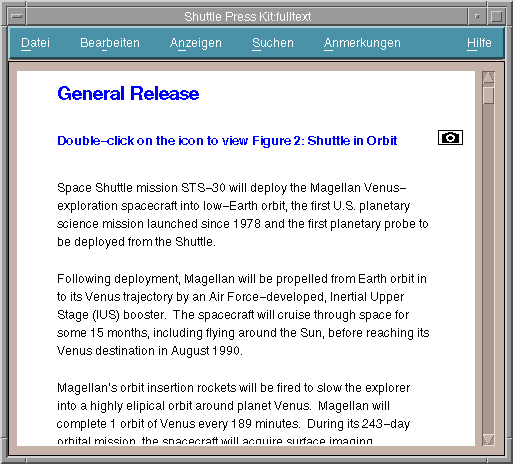 Shuttle Press Kit:fulltext
Datei Bearbeiten Anzeigen Suchen Anmerkungen Hilfe
General Release
Double-click on the icon to view Figure 2: Shuttle in Orbit
Space Shuttle mission STS-30 will deploy the Magellan Venus-
exploration spacecraft into low-Earth orbit, the first U.S. planetary
science mission launched since 1978 and the first planetary probe to
be deployed from the Shuttle.
Following deployment, Magellan will be propelled from Earth orbit in
to its Venus trajectory by an Air Force-developed, Inertial Upper
Stage (IUS) booster. The spacecraft will cruise through space for
some 15 months, including flying around the Sun, before reaching its
Venus destination in August 1990.
Magellan's orbit insertion rockets will be fired to slow the explorer
into a highly elipical orbit around planet Venus. Magellan will
complete 1 orbit of Venus every 189 minutes. During its 243-day
orbital mission, the spacecraft will acquire surface imaging